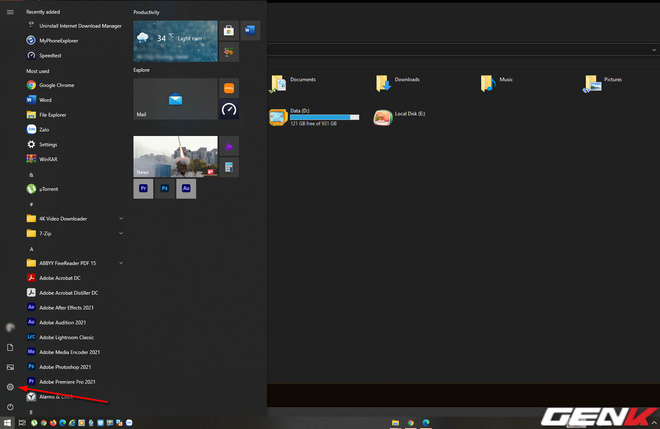 Recently added
Uninstall Internet Download Manager
MyPhoneExplorer
Speedtest
Most used
Google Chrome
Word
File Explorer
Zalo
Settings
WinRAR
&
µTorrent
#
4K Video Downloader
7-Zip
A
ABBYY FineReader PDF 15
Adobe Acrobat DC
Adobe Acrobat Distiller DC
Adobe After Effects 2021
Adobe Audition 2021
Adobe Lightroom Classic
Adobe Media Encoder 2021
Adobe Photoshop 2021
Adobe Premiere Pro 2021
Alarms &
Productivity
34 °F Light rain
Explore
Mail
News
Pr Ps Au
Documents
Downloads
Music
Pictures
Data (D:)
121 GB free of 931 GB
Local Disk (E:)
GENK